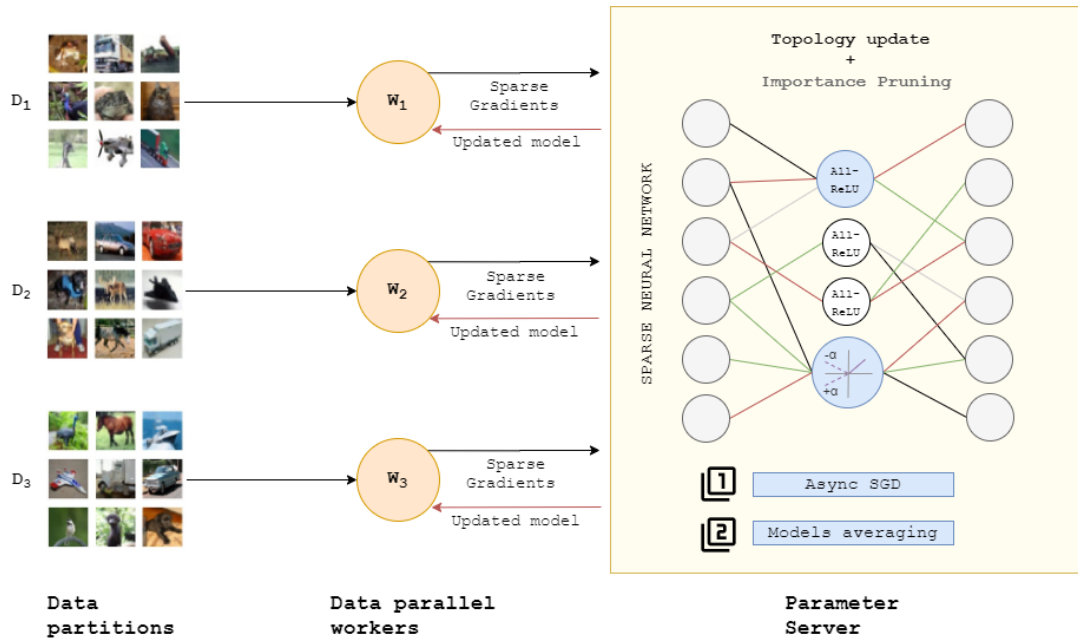 Topology update
+
Importance Pruning
D1
W1
Sparse
Gradients
Updated model
D2
W2
Sparse
Gradients
Updated model
D3
W3
Sparse
Gradients
Updated model
SPARSE NEURAL NETWORK
All-
ReLU
All-
ReLU
All-
ReLU
-α
+α
1 Async SGD
2 Models averaging
Data
partitions
Data parallel
workers
Parameter
Server